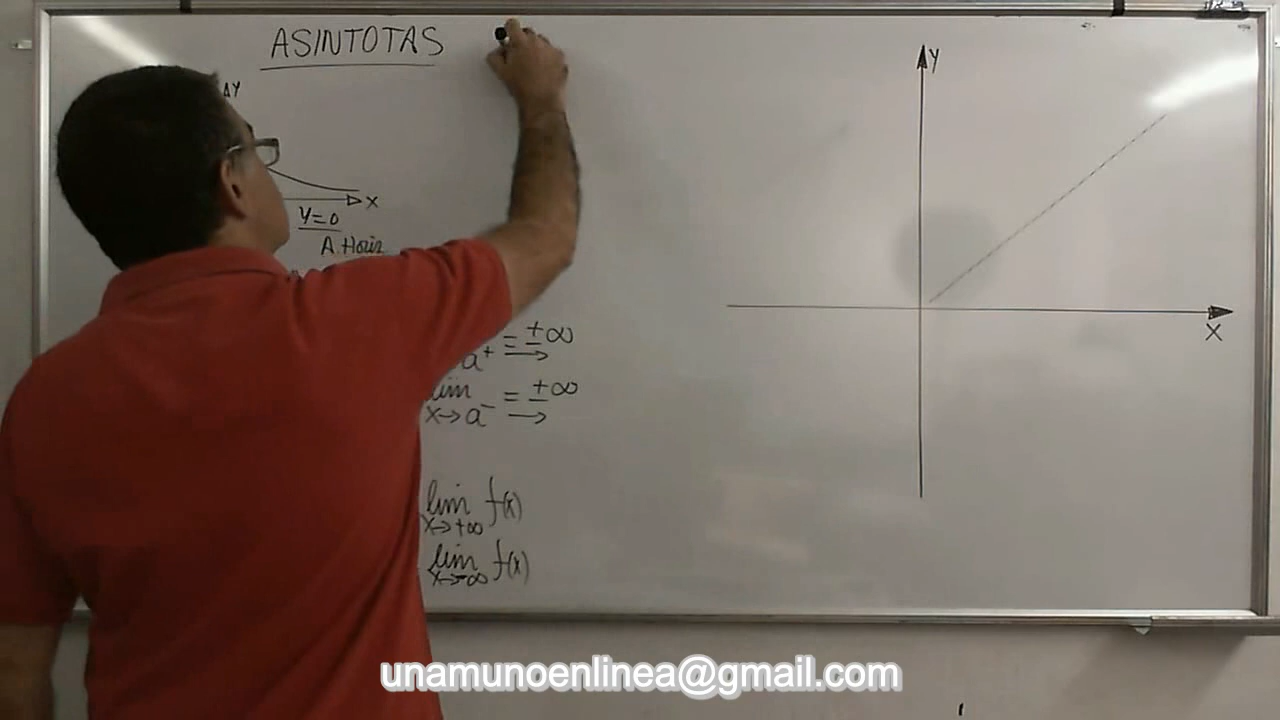 ASINTOTAS
Y
X
Y=0
A. Horiz
a⁺ = ±∞
lim = ±∞
x→a⁻
lim f(x)
x→+∞
lim f(x)
x→-∞
Y
X
unamunoenlinea@gmail.com